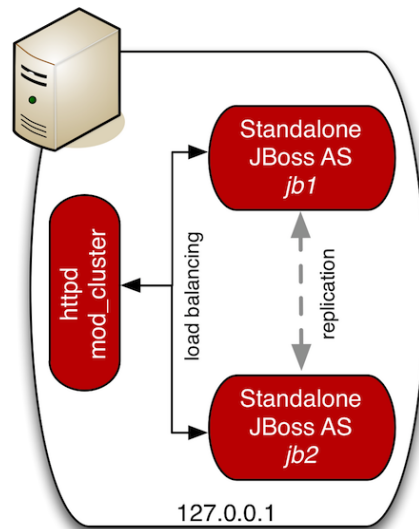 Standalone
JBoss AS
jb1
httpd
mod_cluster
load balancing
replication
Standalone
JBoss AS
jb2
127.0.0.1